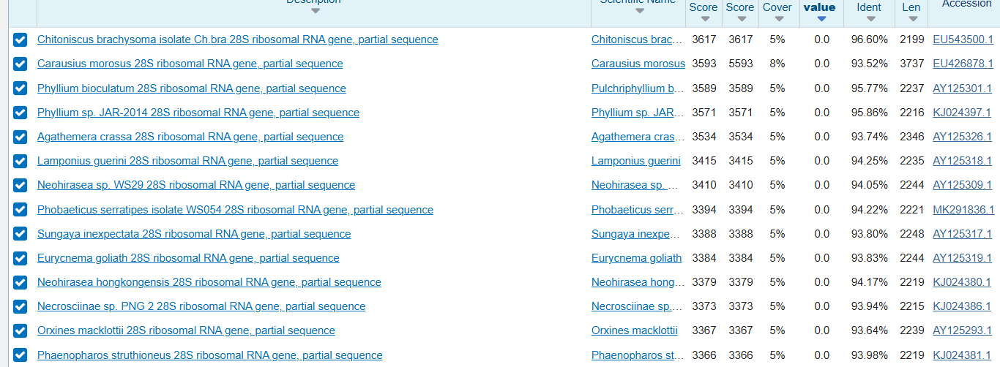 Description Scientific Name Score Score Cover value Ident Len Accession
Chitoniscus brachysoma isolate Ch.bra 28S ribosomal RNA gene, partial sequence Chitoniscus brac... 3617 3617 5% 0.0 96.60% 2199 EU543500.1
Carausius morosus 28S ribosomal RNA gene, partial sequence Carausius morosus 3593 5593 8% 0.0 93.52% 3737 EU426878.1
Phyllium bioculatum 28S ribosomal RNA gene, partial sequence Pulchriphyllium b... 3589 3589 5% 0.0 95.77% 2237 AY125301.1
Phyllium sp. JAR-2014 28S ribosomal RNA gene, partial sequence Phyllium sp. JAR... 3571 3571 5% 0.0 95.86% 2216 KJ024397.1
Agathemera crassa 28S ribosomal RNA gene, partial sequence Agathemera cras... 3534 3534 5% 0.0 93.74% 2346 AY125326.1
Lamponius guerini 28S ribosomal RNA gene, partial sequence Lamponius guerini 3415 3415 5% 0.0 94.25% 2235 AY125318.1
Neohirasea sp. WS29 28S ribosomal RNA gene, partial sequence Neohirasea sp. ... 3410 3410 5% 0.0 94.05% 2244 AY125309.1
Phobaeticus serratipes isolate WS054 28S ribosomal RNA gene, partial sequence Phobaeticus serr... 3394 3394 5% 0.0 94.22% 2221 MK291836.1
Sungaya inexpectata 28S ribosomal RNA gene, partial sequence Sungaya inexpe... 3388 3388 5% 0.0 93.80% 2248 AY125317.1
Eurycnema goliath 28S ribosomal RNA gene, partial sequence Eurycnema goliath 3384 3384 5% 0.0 93.83% 2244 AY125319.1
Neohirasea hongkongensis 28S ribosomal RNA gene, partial sequence Neohirasea hong... 3379 3379 5% 0.0 94.17% 2219 KJ024380.1
Necrosciinae sp. PNG 2 28S ribosomal RNA gene, partial sequence Necrosciinae sp.... 3373 3373 5% 0.0 93.94% 2215 KJ024386.1
Orxines macklottii 28S ribosomal RNA gene, partial sequence Orxines macklottii 3367 3367 5% 0.0 93.64% 2239 AY125293.1
Phaenopharos struthioneus 28S ribosomal RNA gene, partial sequence Phaenopharos st... 3366 3366 5% 0.0 93.98% 2219 KJ024381.1